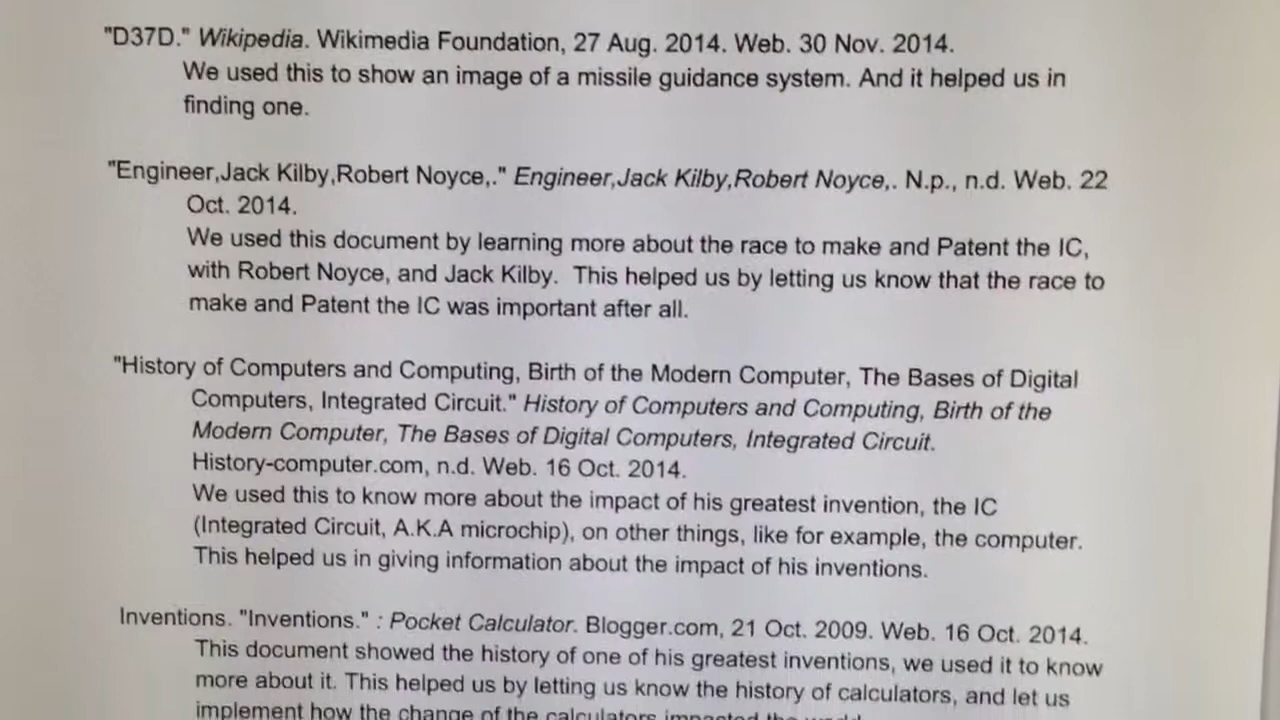 "D37D." Wikipedia. Wikimedia Foundation, 27 Aug. 2014. Web. 30 Nov. 2014.
We used this to show an image of a missile guidance system. And it helped us in
finding one.
"Engineer,Jack Kilby,Robert Noyce,." Engineer,Jack Kilby,Robert Noyce,. N.p., n.d. Web. 22
Oct. 2014.
We used this document by learning more about the race to make and Patent the IC,
with Robert Noyce, and Jack Kilby. This helped us by letting us know that the race to
make and Patent the IC was important after all.
"History of Computers and Computing, Birth of the Modern Computer, The Bases of Digital
Computers, Integrated Circuit." History of Computers and Computing, Birth of the
Modern Computer, The Bases of Digital Computers, Integrated Circuit.
History-computer.com, n.d. Web. 16 Oct. 2014.
We used this to know more about the impact of his greatest invention, the IC
(Integrated Circuit, A.K.A microchip), on other things, like for example, the computer.
This helped us in giving information about the impact of his inventions.
Inventions. "Inventions." : Pocket Calculator. Blogger.com, 21 Oct. 2009. Web. 16 Oct. 2014.
This document showed the history of one of his greatest inventions, we used it to know
more about it. This helped us by letting us know the history of calculators, and let us
implement how the change of the calculators impacted the world.